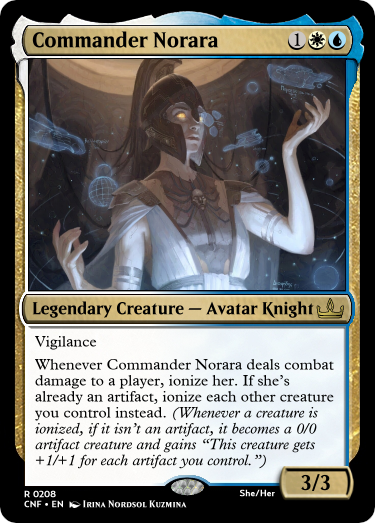 Commander Norara 1
Legendary Creature — Avatar Knight
Vigilance
Whenever Commander Norara deals combat
damage to a player, ionize her. If she's
already an artifact, ionize each other creature
you control instead. (Whenever a creature is
ionized, if it isn't an artifact, it becomes a 0/0
artifact creature and gains “This creature gets
+1/+1 for each artifact you control.”)
3/3
R 0208
She/Her
CNF • EN Irina Nordsol Kuzmina